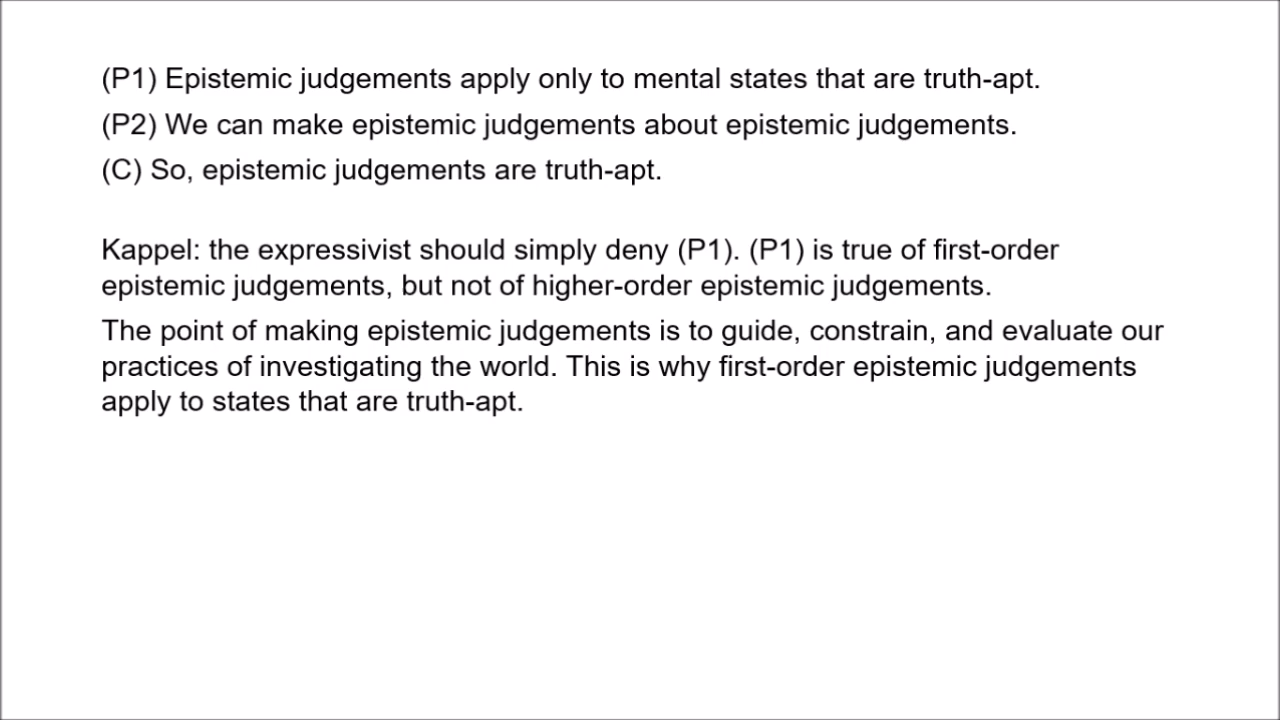 (P1) Epistemic judgements apply only to mental states that are truth-apt.
(P2) We can make epistemic judgements about epistemic judgements.
(C) So, epistemic judgements are truth-apt.
Kappel: the expressivist should simply deny (P1). (P1) is true of first-order
epistemic judgements, but not of higher-order epistemic judgements.
The point of making epistemic judgements is to guide, constrain, and evaluate our
practices of investigating the world. This is why first-order epistemic judgements
apply to states that are truth-apt.